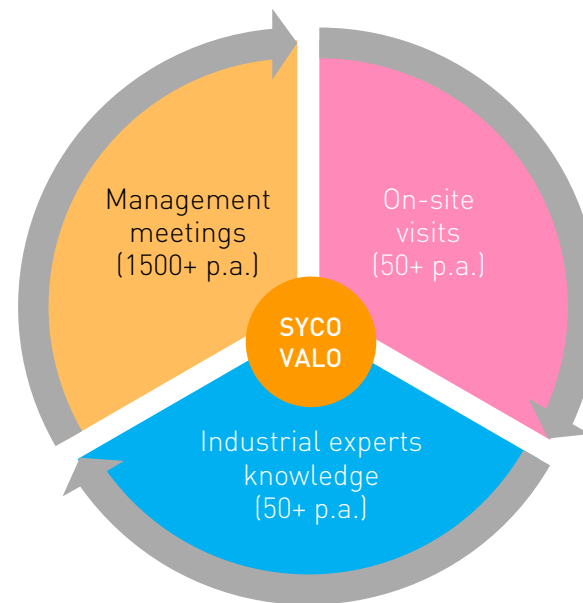 Management
meetings
(1500+ p.a.)
On-site
visits
(50+ p.a.)
SYCO
VALO
Industrial experts
knowledge
(50+ p.a.)